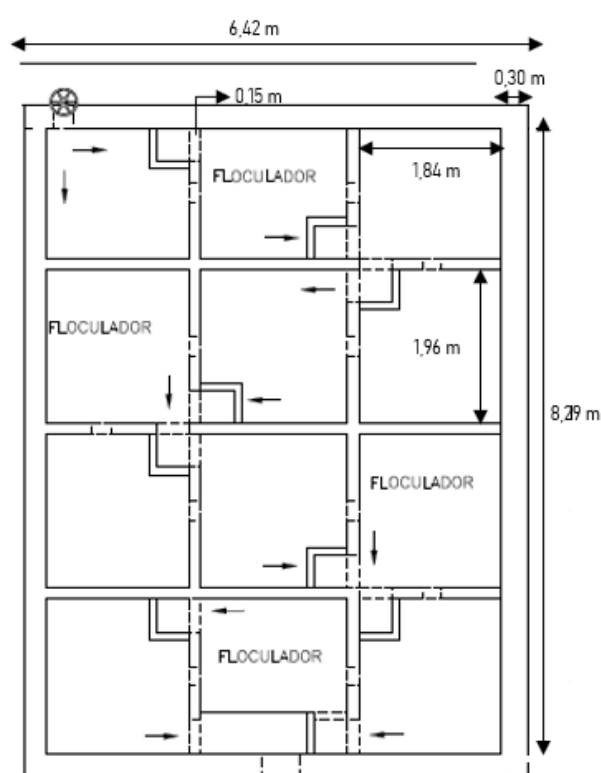 6,42 m
0,30 m
0,15 m
FLOCULADOR
1,84 m
FLOCULADOR
1,96 m
8,29 m
FLOCULADOR
FLOCULADOR